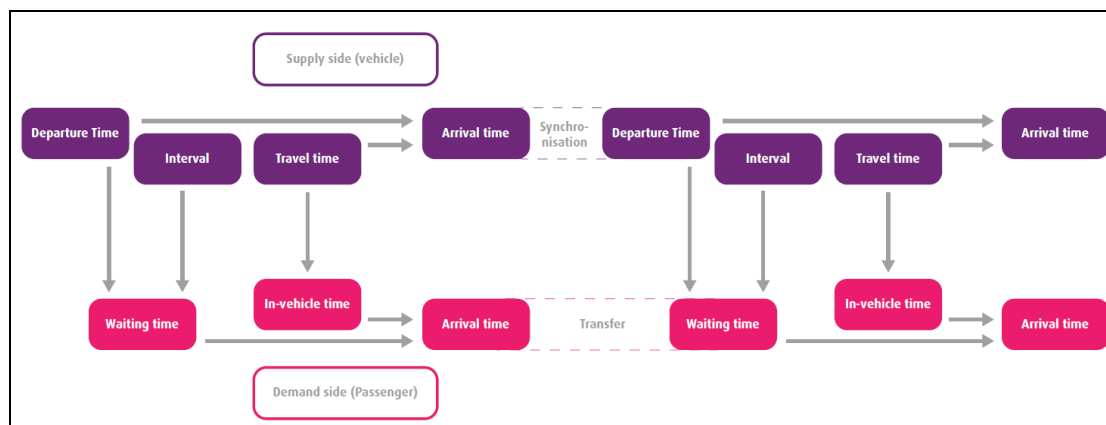 Supply side (vehicle)
Departure Time
Interval
Travel time
Arrival time
Synchro-
nisation
Departure Time
Interval
Travel time
Arrival time
Waiting time
In-vehicle time
Arrival time
Transfer
Waiting time
In-vehicle time
Arrival time
Demand side (Passenger)